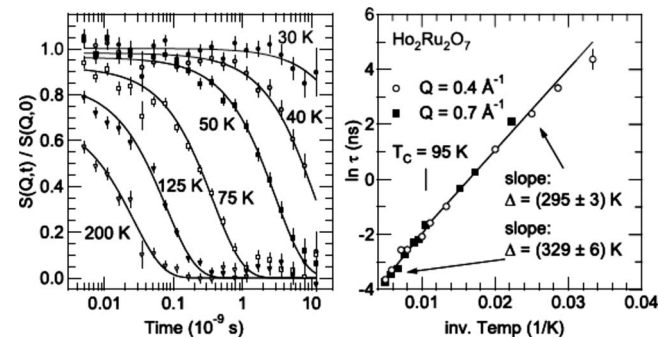 S(Q,t) / S(Q,0)
1.0
0.8
0.6
0.4
0.2
0.0
30 K
40 K
50 K
75 K
125 K
200 K
0.01
0.1
1
10
Time (10⁻⁹ s)
ln τ (ns)
6
4
2
0
-2
-4
Ho₂Ru₂O₇
Q = 0.4 Å⁻¹
Q = 0.7 Å⁻¹
T_C = 95 K
slope:
Δ = (295 ± 3) K
slope:
Δ = (329 ± 6) K
0.01
0.02
0.03
0.04
inv. Temp (1/K)